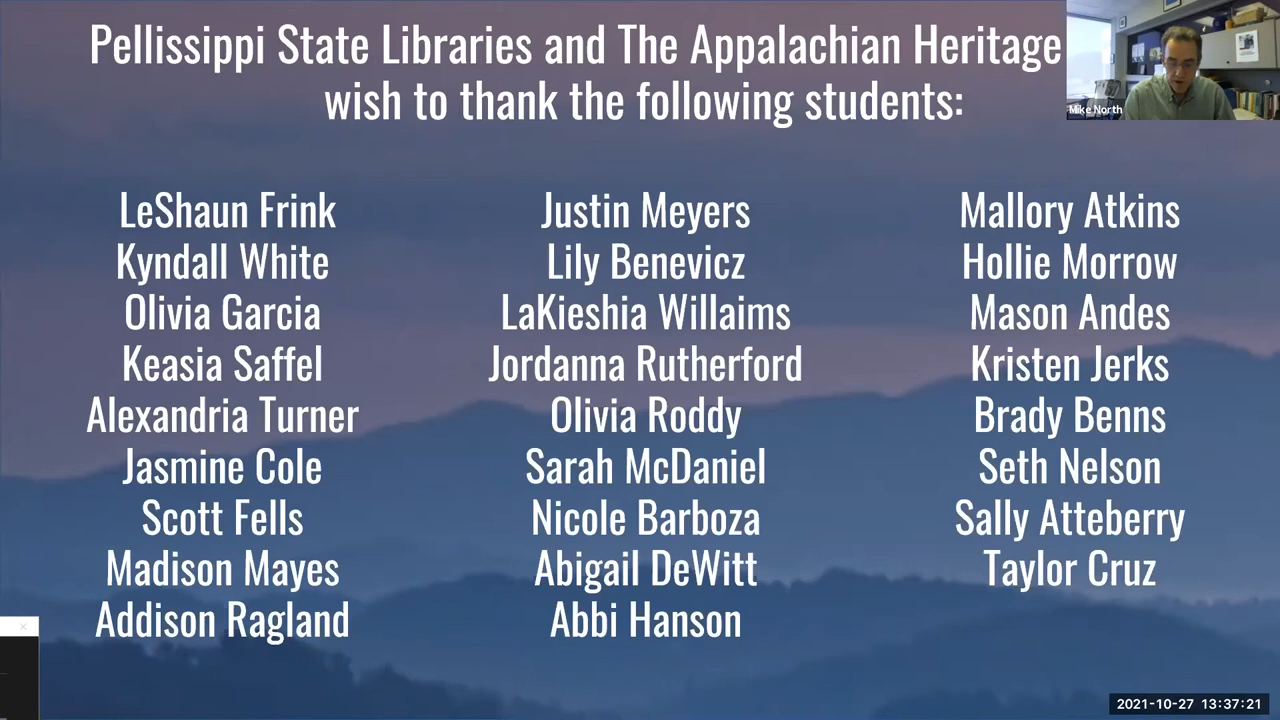 Pellissippi State Libraries and The Appalachian Heritage
wish to thank the following students:
Mike North
LeShaun Frink
Kyndall White
Olivia Garcia
Keasia Saffel
Alexandria Turner
Jasmine Cole
Scott Fells
Madison Mayes
Addison Ragland
Justin Meyers
Lily Benevicz
LaKieshia Willaims
Jordanna Rutherford
Olivia Roddy
Sarah McDaniel
Nicole Barboza
Abigail DeWitt
Abbi Hanson
Mallory Atkins
Hollie Morrow
Mason Andes
Kristen Jerks
Brady Benns
Seth Nelson
Sally Atteberry
Taylor Cruz
2021-10-27 13:37:21